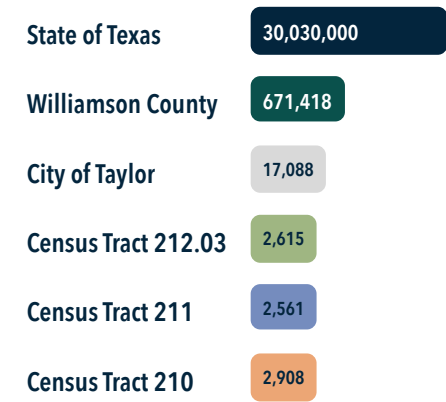 State of Texas 30,030,000
Williamson County 671,418
City of Taylor 17,088
Census Tract 212.03 2,615
Census Tract 211 2,561
Census Tract 210 2,908